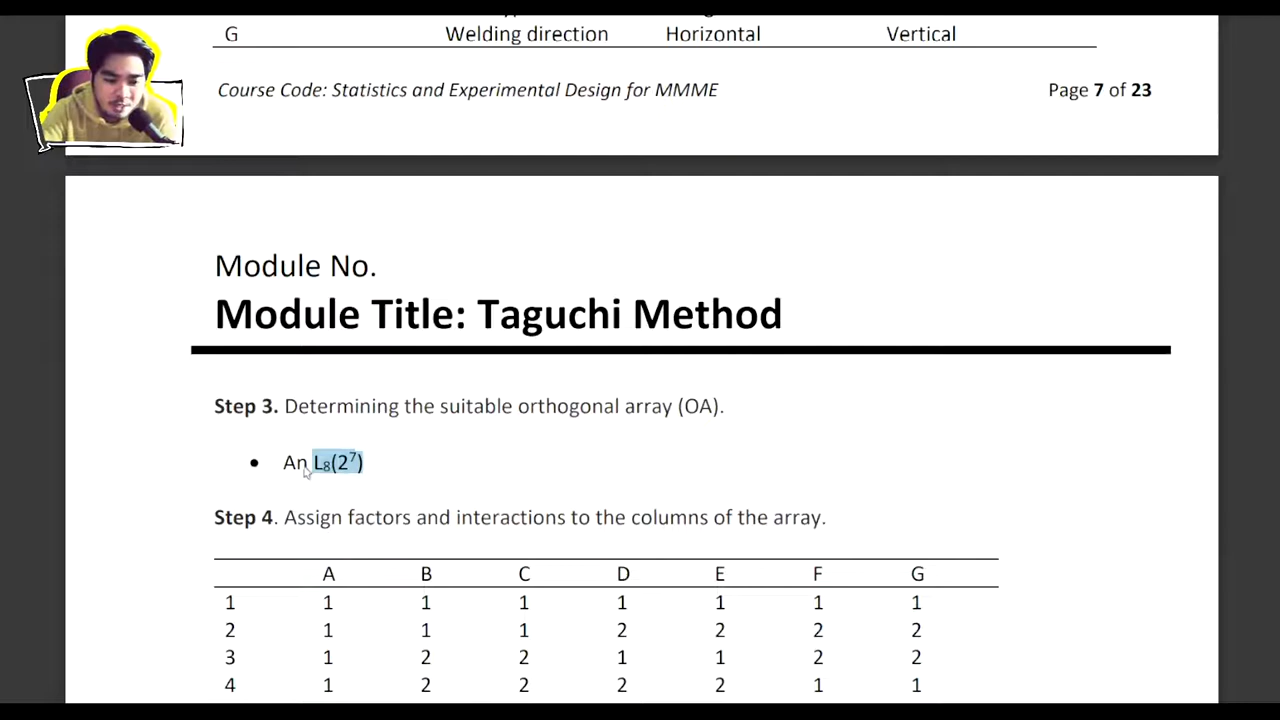 G Welding direction Horizontal Vertical
Course Code: Statistics and Experimental Design for MMME Page 7 of 23
Module No.
Module Title: Taguchi Method
Step 3. Determining the suitable orthogonal array (OA).
• An L₈(2⁷)
Step 4. Assign factors and interactions to the columns of the array.
A B C D E F G
1 1 1 1 1 1 1 1
2 1 1 1 2 2 2 2
3 1 2 2 1 1 2 2
4 1 2 2 2 2 1 1